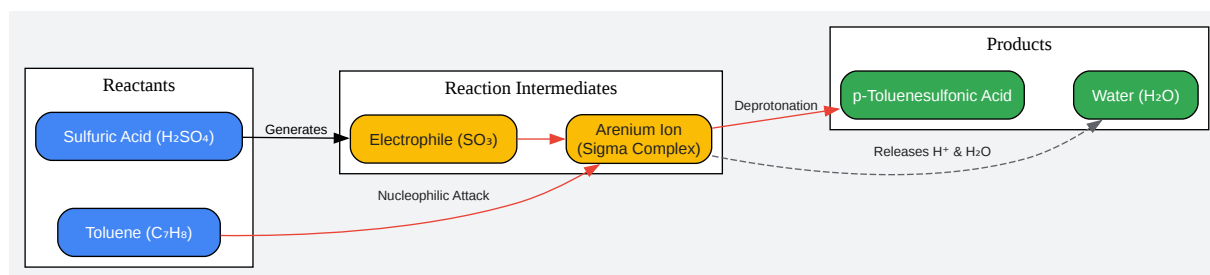 Reactants
Sulfuric Acid (H₂SO₄)
Toluene (C₇H₈)
Generates
Nucleophilic Attack
Reaction Intermediates
Electrophile (SO₃)
Arenium Ion
(Sigma Complex)
Deprotonation
Releases H⁺ & H₂O
Products
p-Toluenesulfonic Acid
Water (H₂O)